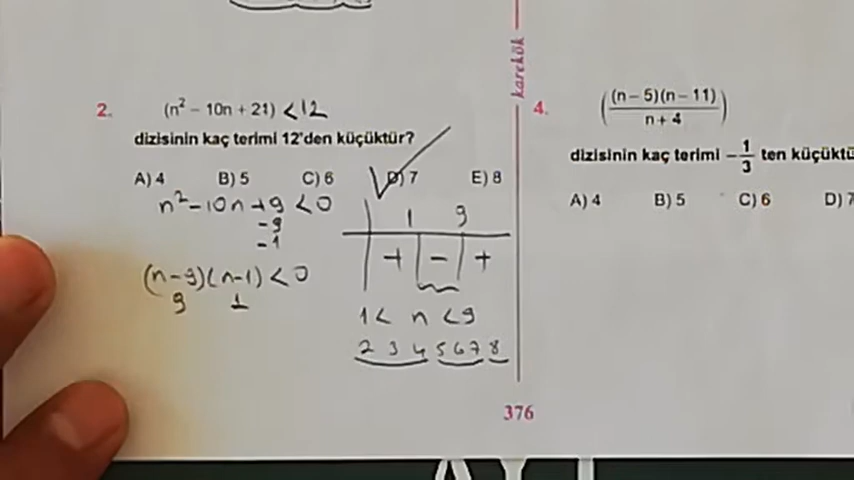 2. (n² – 10n + 21) < 12
dizisinin kaç terimi 12'den küçüktür?
A) 4 B) 5 C) 6 D) 7 E) 8
n² – 10n + 9 < 0
-9
-1
(n–9)(n–1) < 0
9 1
1 9
+ – +
1 < n < 9
2 3 4 5 6 7 8
karekök
4. ((n – 5)(n – 11) / n + 4)
dizisinin kaç terimi –1/3 ten küçüktü
A) 4 B) 5 C) 6 D) 7
376